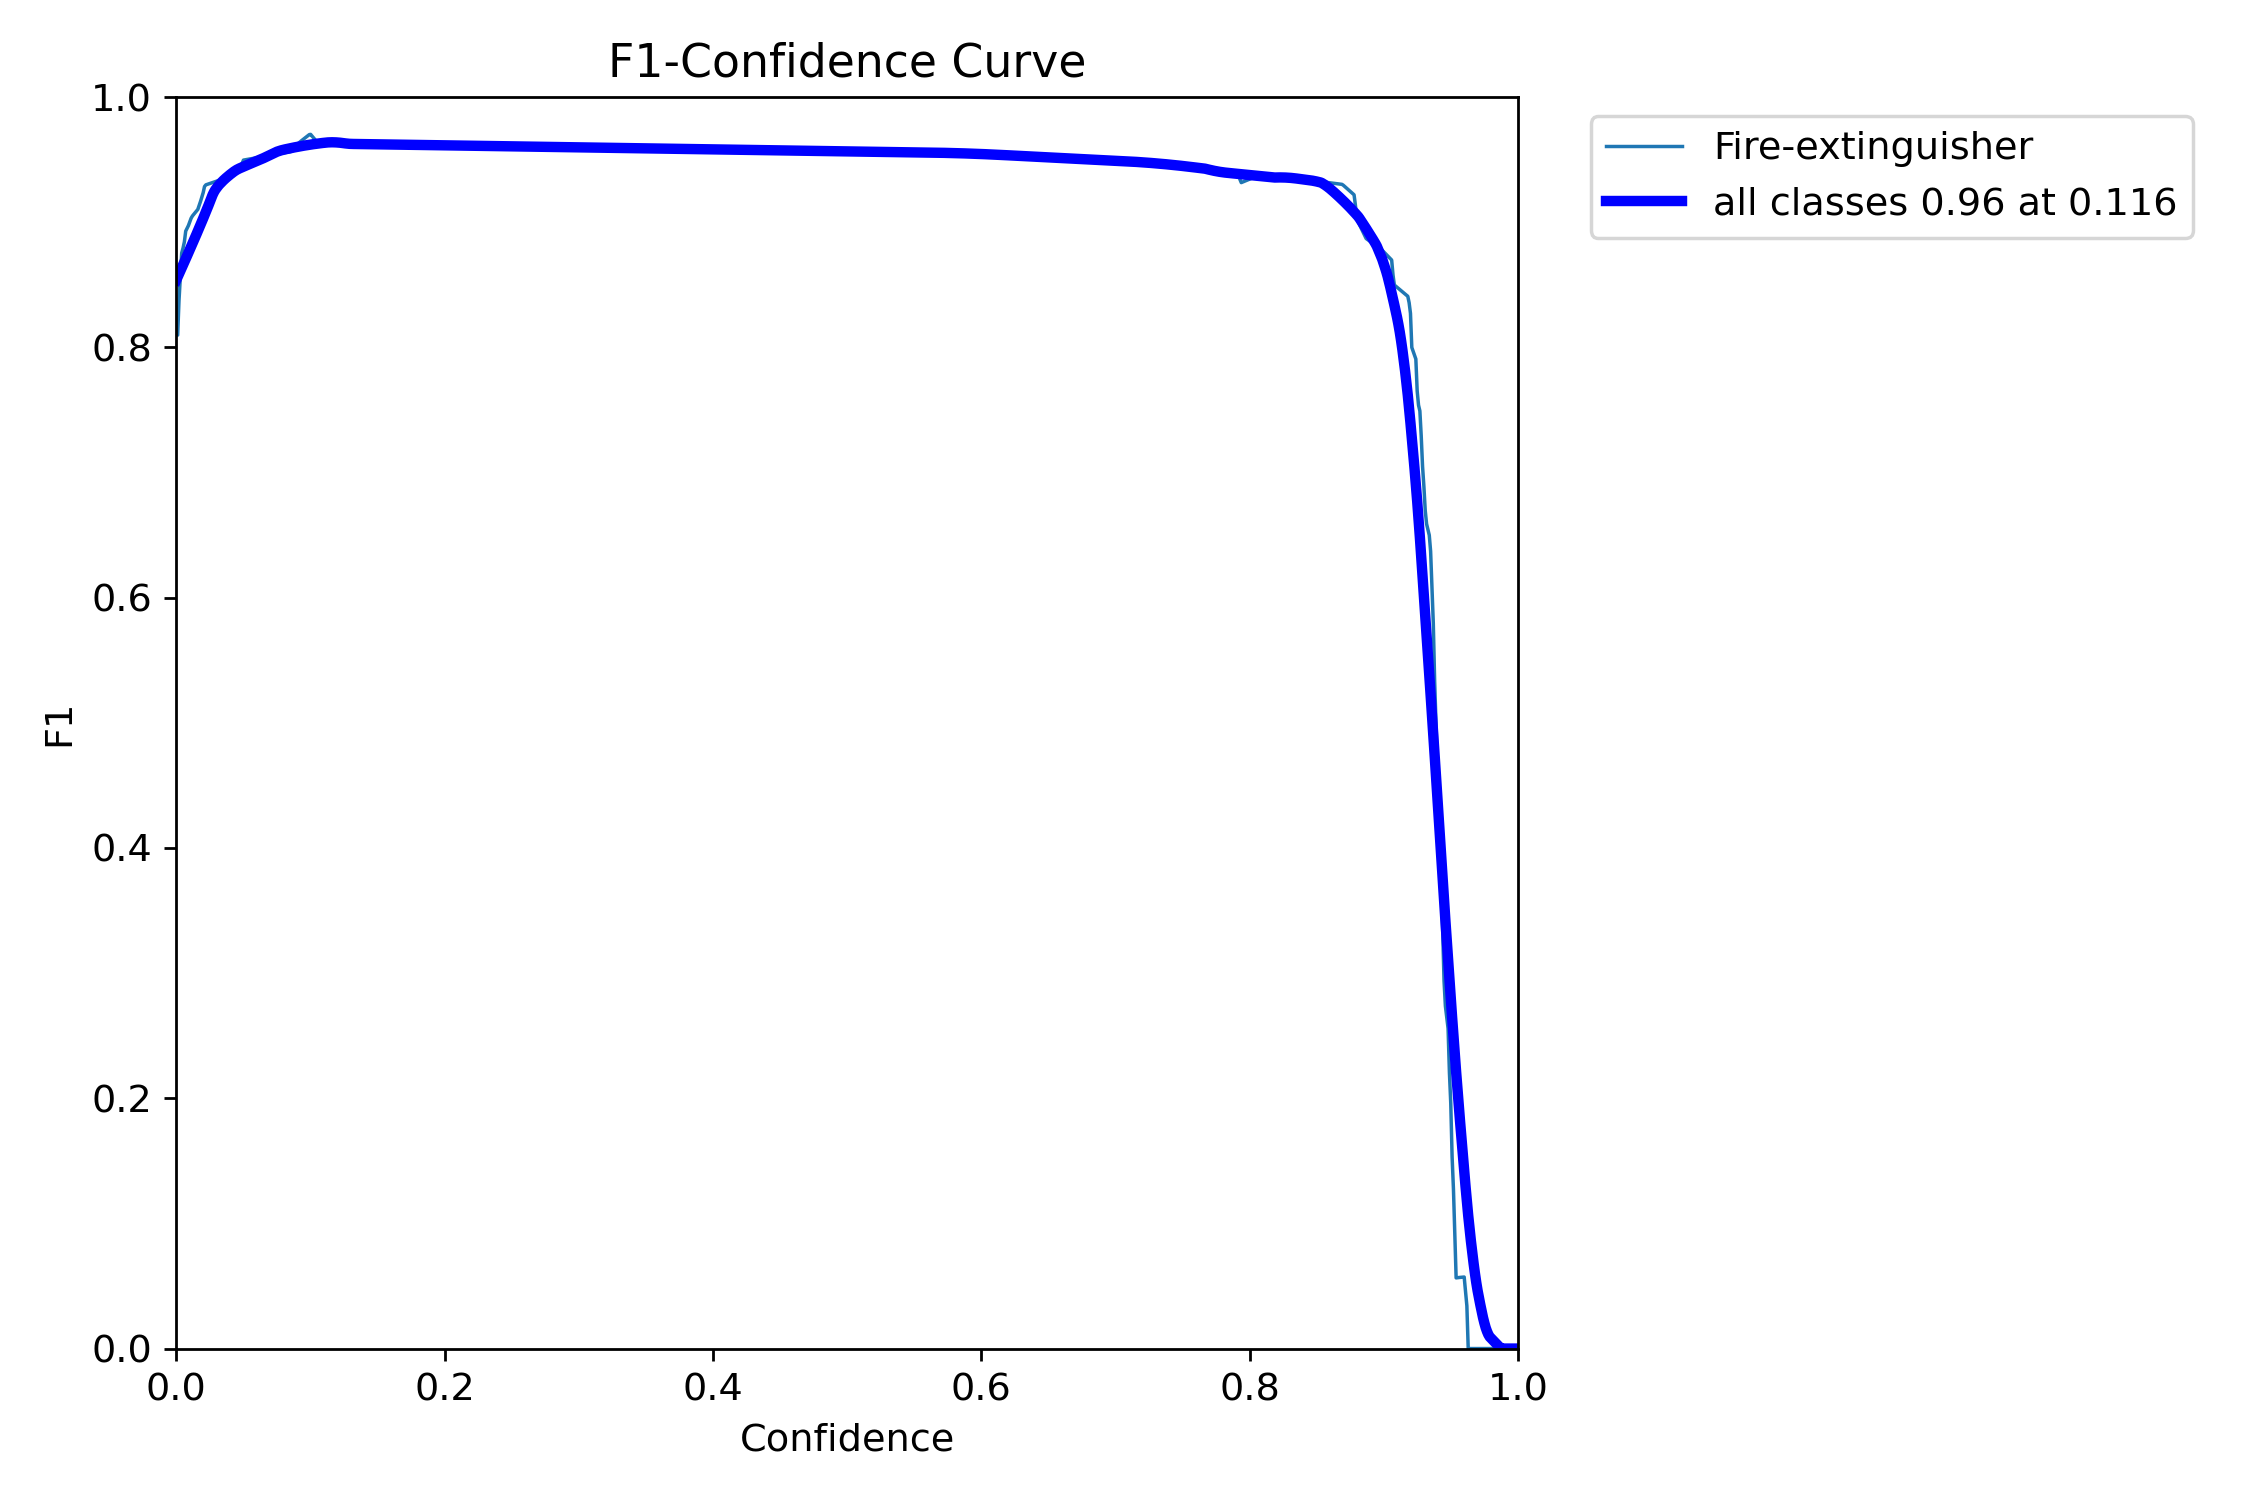 F1-Confidence Curve
1.0
0.8
0.6
0.4
0.2
0.0
F1
0.0 0.2 0.4 0.6 0.8 1.0
Confidence
Fire-extinguisher
all classes 0.96 at 0.116